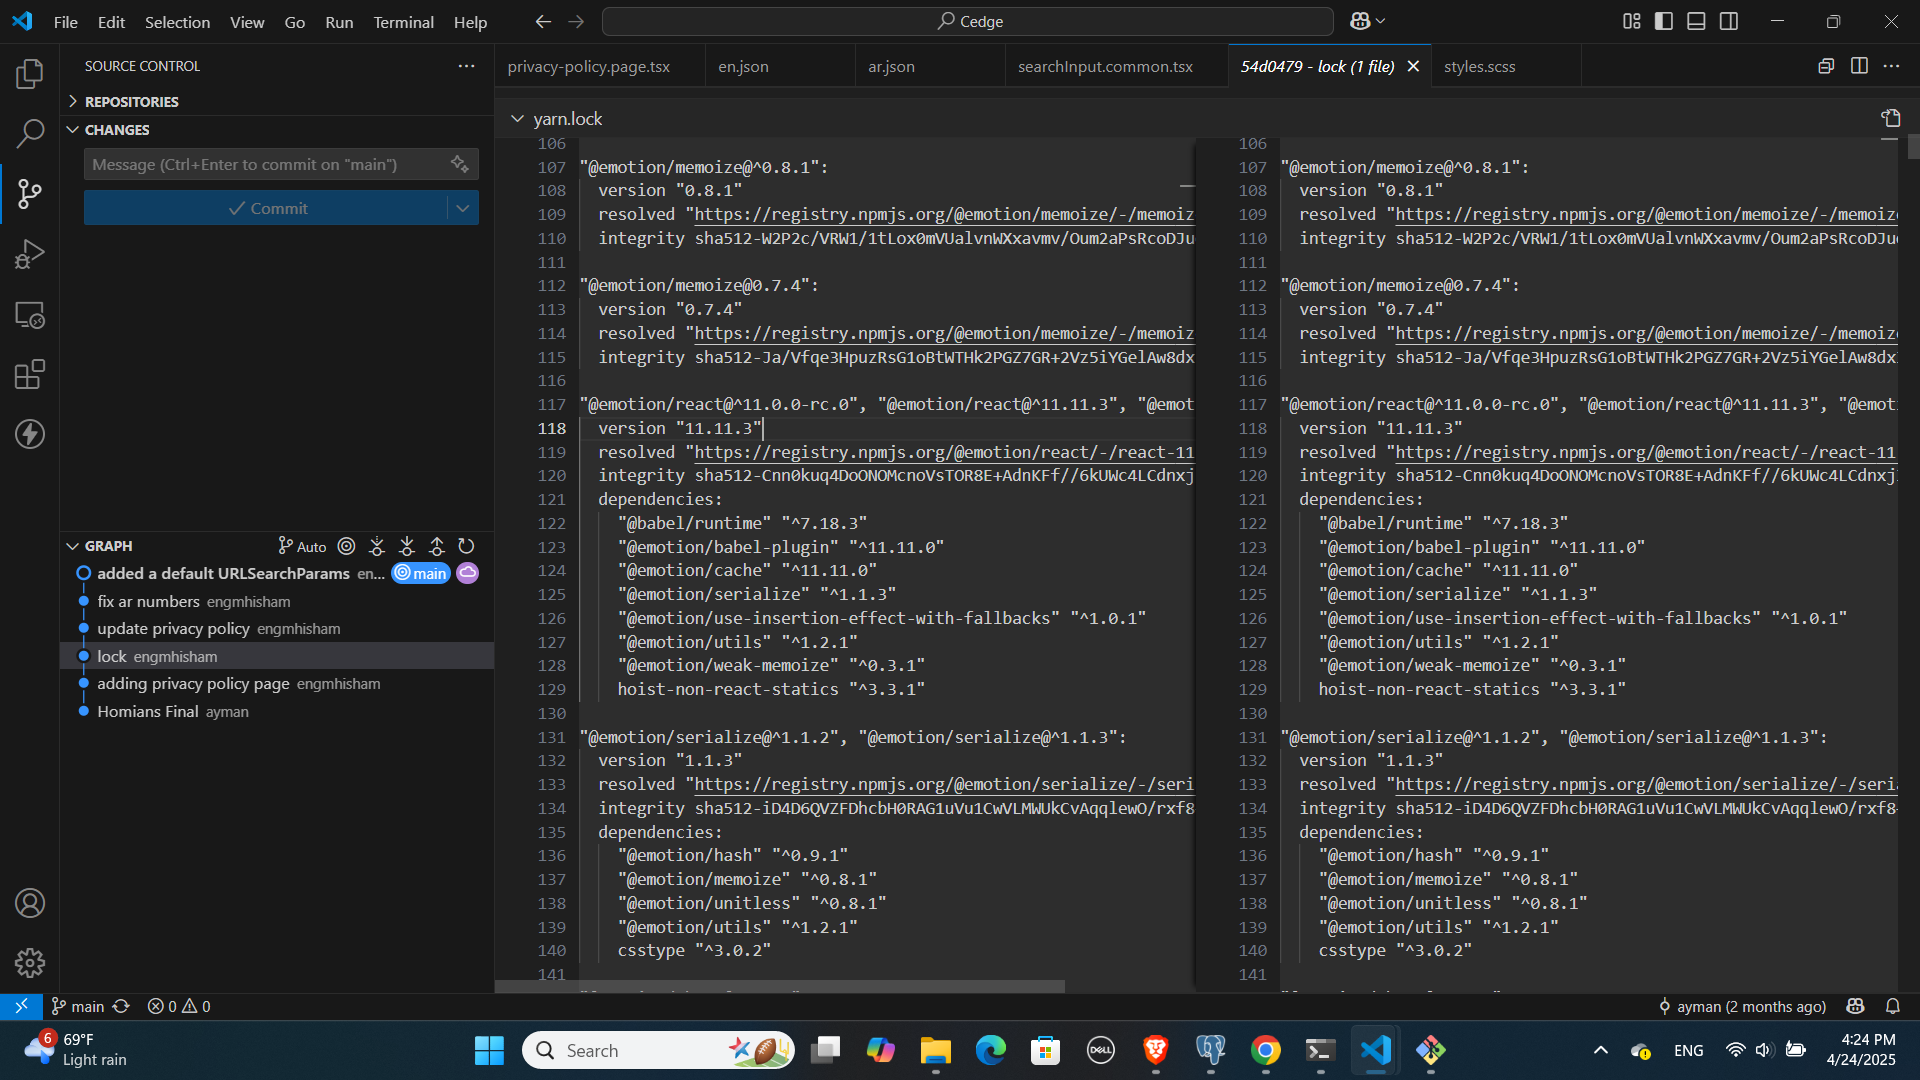 File Edit Selection View Go Run Terminal Help
Cedge
SOURCE CONTROL
REPOSITORIES
CHANGES
Message (Ctrl+Enter to commit on "main")
Commit
GRAPH
Auto
added a default URLSearchParams en... main
fix ar numbers engmhisham
update privacy policy engmhisham
lock engmhisham
adding privacy policy page engmhisham
Homians Final ayman
privacy-policy.page.tsx
en.json
ar.json
searchInput.common.tsx
54d0479 - lock (1 file)
styles.scss
yarn.lock
106
107 "@emotion/memoize@^0.8.1":
108 version "0.8.1"
109 resolved "https://registry.npmjs.org/@emotion/memoize/-/memoiz
110 integrity sha512-W2P2c/VRW1/1tLox0mVUalvnWXxavmv/Oum2aPsRcoDJu
111
112 "@emotion/memoize@0.7.4":
113 version "0.7.4"
114 resolved "https://registry.npmjs.org/@emotion/memoize/-/memoiz
115 integrity sha512-Ja/Vfqe3HpuzRsG1oBtWTHk2PGZ7GR+2Vz5iYGelAw8dx
116
117 "@emotion/react@^11.0.0-rc.0", "@emotion/react@^11.11.3", "@emot
118 version "11.11.3"
119 resolved "https://registry.npmjs.org/@emotion/react/-/react-11
120 integrity sha512-Cnn0kuq4DoONOMcnoVsTOR8E+AdnKFf//6kUWc4LCdnxj
121 dependencies:
122 "@babel/runtime" "^7.18.3"
123 "@emotion/babel-plugin" "^11.11.0"
124 "@emotion/cache" "^11.11.0"
125 "@emotion/serialize" "^1.1.3"
126 "@emotion/use-insertion-effect-with-fallbacks" "^1.0.1"
127 "@emotion/utils" "^1.2.1"
128 "@emotion/weak-memoize" "^0.3.1"
129 hoist-non-react-statics "^3.3.1"
130
131 "@emotion/serialize@^1.1.2", "@emotion/serialize@^1.1.3":
132 version "1.1.3"
133 resolved "https://registry.npmjs.org/@emotion/serialize/-/seri
134 integrity sha512-iD4D6QVZFDhcbH0RAG1uVu1CwVLMWUkCvAqqlewO/rxf8
135 dependencies:
136 "@emotion/hash" "^0.9.1"
137 "@emotion/memoize" "^0.8.1"
138 "@emotion/unitless" "^0.8.1"
139 "@emotion/utils" "^1.2.1"
140 csstype "^3.0.2"
141
106
107 "@emotion/memoize@^0.8.1":
108 version "0.8.1"
109 resolved "https://registry.npmjs.org/@emotion/memoize/-/memoiz
110 integrity sha512-W2P2c/VRW1/1tLox0mVUalvnWXxavmv/Oum2aPsRcoDJu
111
112 "@emotion/memoize@0.7.4":
113 version "0.7.4"
114 resolved "https://registry.npmjs.org/@emotion/memoize/-/memoiz
115 integrity sha512-Ja/Vfqe3HpuzRsG1oBtWTHk2PGZ7GR+2Vz5iYGelAw8dx
116
117 "@emotion/react@^11.0.0-rc.0", "@emotion/react@^11.11.3", "@emot
118 version "11.11.3"
119 resolved "https://registry.npmjs.org/@emotion/react/-/react-11
120 integrity sha512-Cnn0kuq4DoONOMcnoVsTOR8E+AdnKFf//6kUWc4LCdnxj
121 dependencies:
122 "@babel/runtime" "^7.18.3"
123 "@emotion/babel-plugin" "^11.11.0"
124 "@emotion/cache" "^11.11.0"
125 "@emotion/serialize" "^1.1.3"
126 "@emotion/use-insertion-effect-with-fallbacks" "^1.0.1"
127 "@emotion/utils" "^1.2.1"
128 "@emotion/weak-memoize" "^0.3.1"
129 hoist-non-react-statics "^3.3.1"
130
131 "@emotion/serialize@^1.1.2", "@emotion/serialize@^1.1.3":
132 version "1.1.3"
133 resolved "https://registry.npmjs.org/@emotion/serialize/-/seri
134 integrity sha512-iD4D6QVZFDhcbH0RAG1uVu1CwVLMWUkCvAqqlewO/rxf8
135 dependencies:
136 "@emotion/hash" "^0.9.1"
137 "@emotion/memoize" "^0.8.1"
138 "@emotion/unitless" "^0.8.1"
139 "@emotion/utils" "^1.2.1"
140 csstype "^3.0.2"
141
main 0 0
ayman (2 months ago)
6
69°F
Light rain
Search
DELL
ENG
4:24 PM
4/24/2025